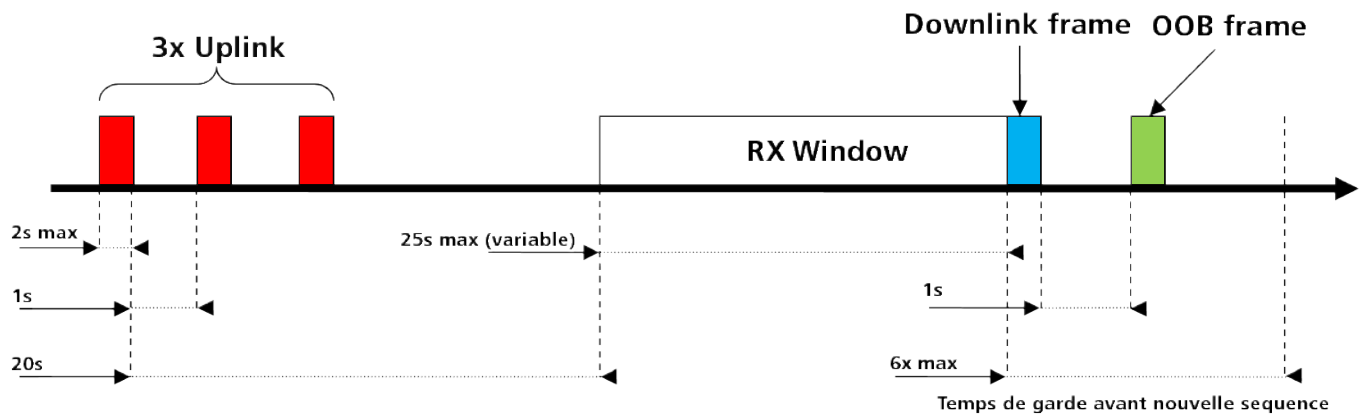 Downlink frame
OOB frame
3x Uplink
RX Window
2s max
25s max (variable)
1s
1s
20s
6x max
Temps de garde avant nouvelle sequence